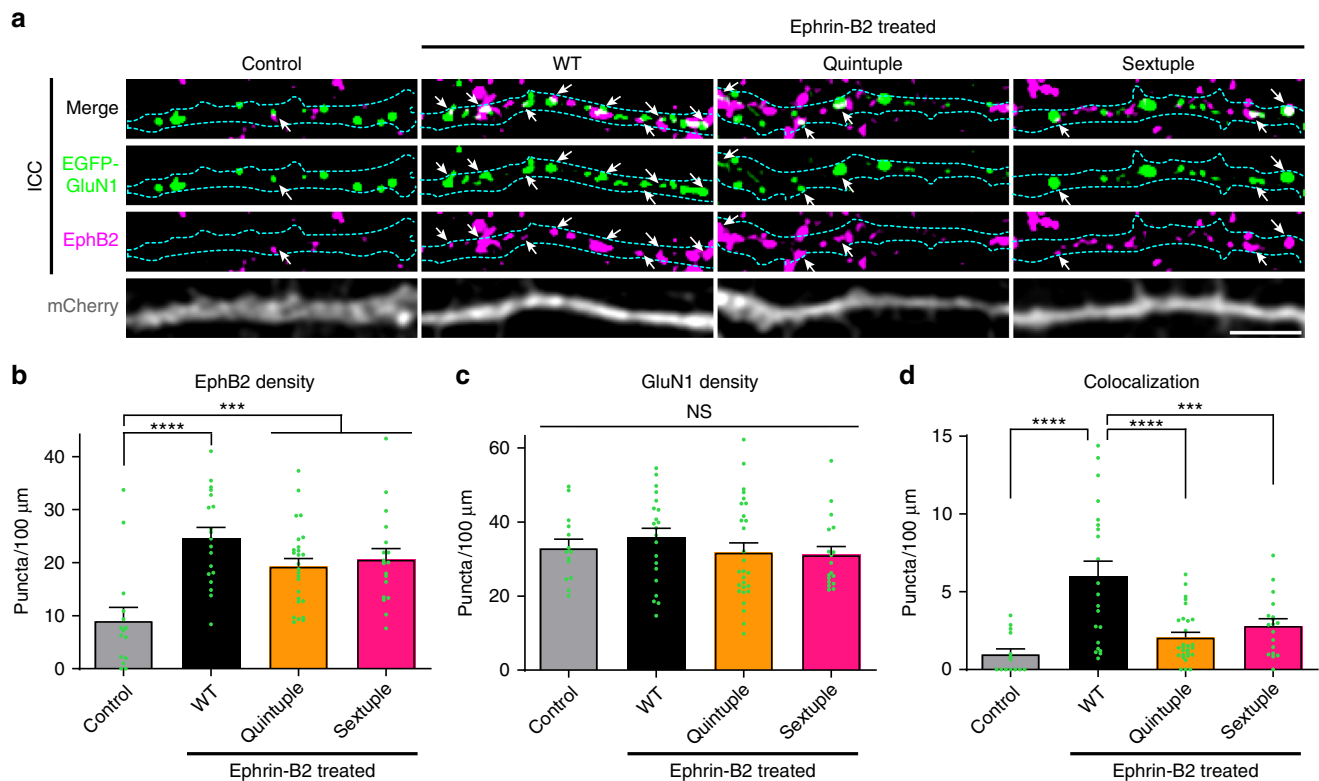 a
Ephrin-B2 treated
Control
WT
Quintuple
Sextuple
ICC
Merge
EGFP-
GluN1
EphB2
mCherry
b
EphB2 density
***
****
Puncta/100 µm
40
30
20
10
0
Control
WT
Quintuple
Sextuple
Ephrin-B2 treated
c
GluN1 density
NS
Puncta/100 µm
60
40
20
0
Control
WT
Quintuple
Sextuple
Ephrin-B2 treated
d
Colocalization
****
***
****
Puncta/100 µm
15
10
5
0
Control
WT
Quintuple
Sextuple
Ephrin-B2 treated